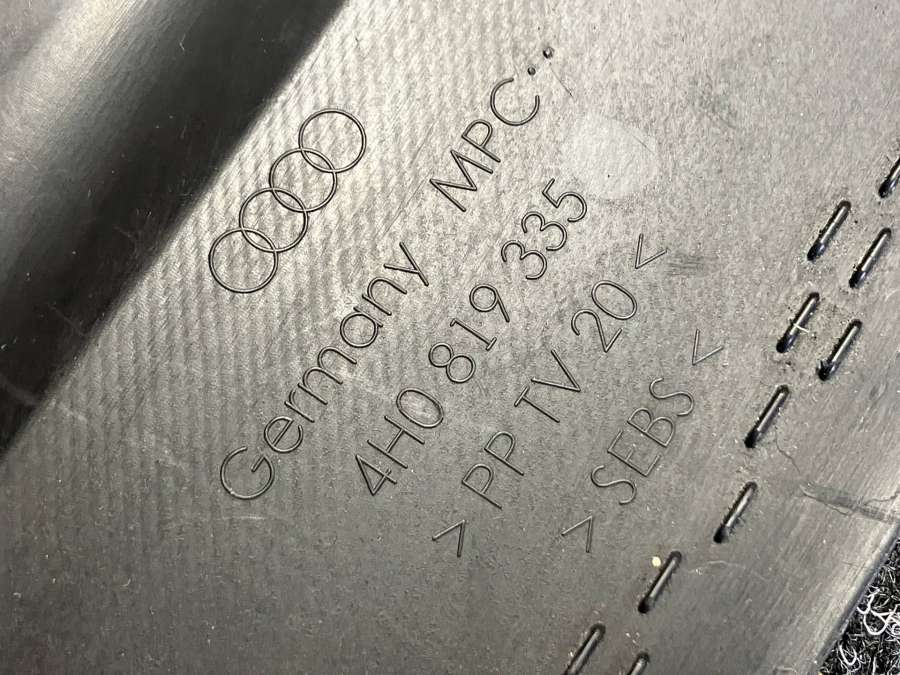 Germany MPC
4H0 819 335
> PP TV 20 <
> SEBS <